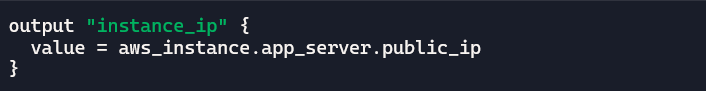 output "instance_ip" {
  value = aws_instance.app_server.public_ip
}